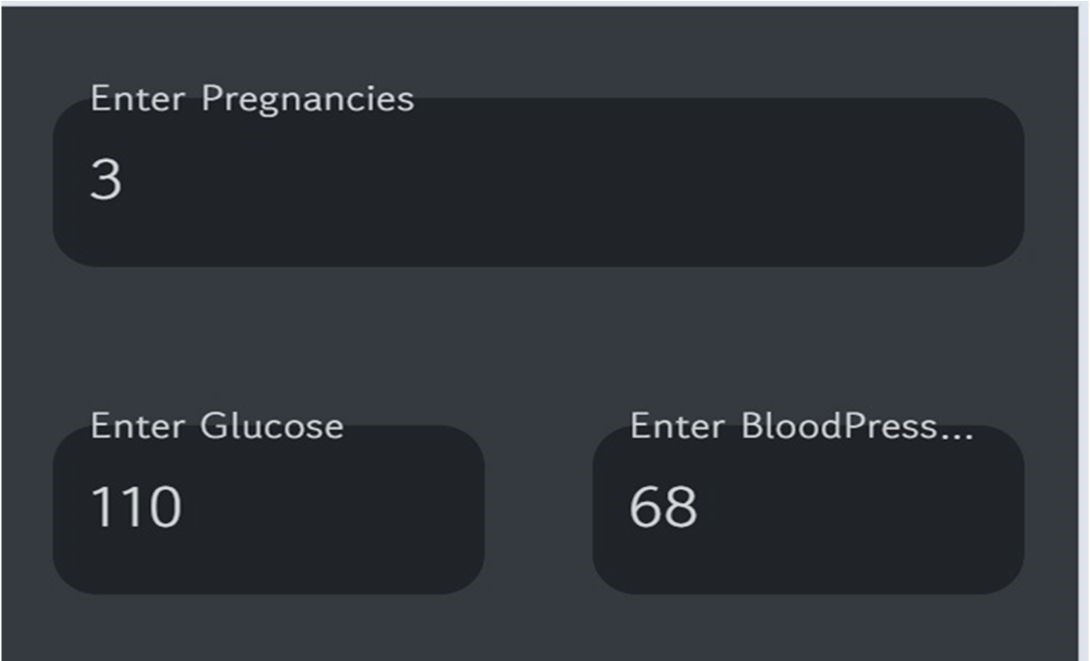 Enter Pregnancies
3
Enter Glucose
Enter BloodPress...
110
68